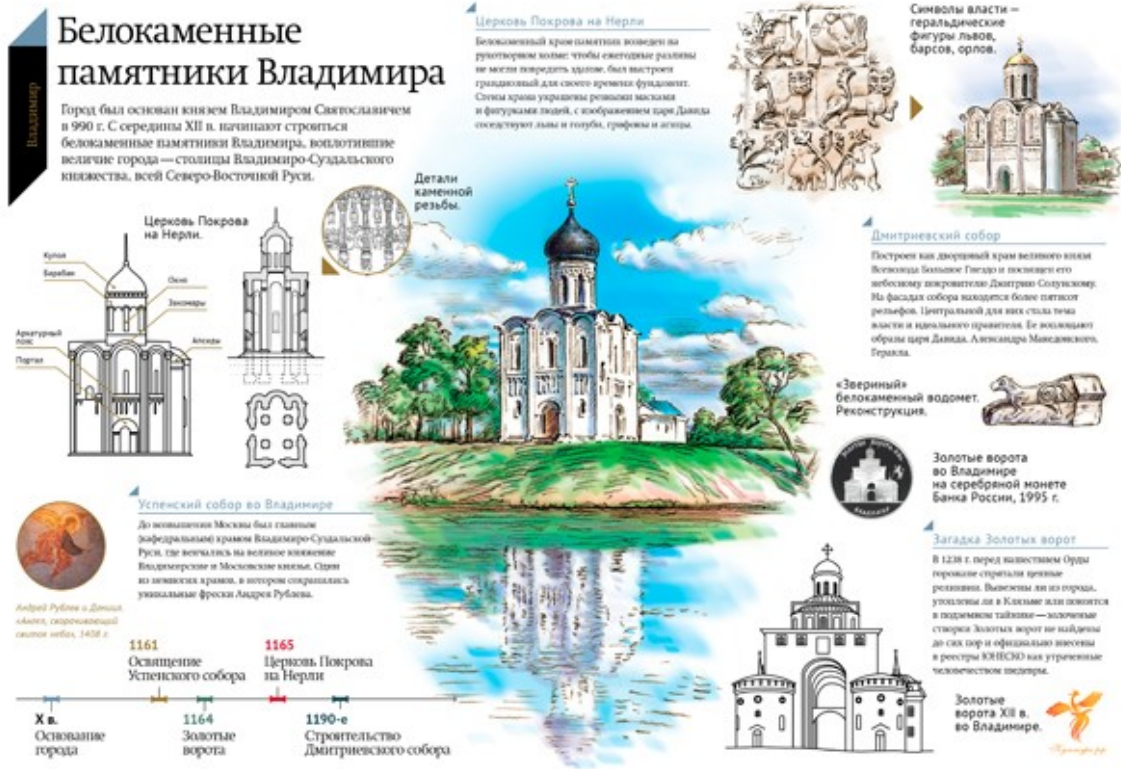 Владимир
Белокаменные
памятники Владимира
Город был основан князем Владимиром Святославичем
в 990 г. С середины XII в. начинают строиться
белокаменные памятники Владимира, воплотившие
величие города — столицы Владимиро-Суздальского
княжества, всей Северо-Восточной Руси.
Церковь Покрова на Нерли
Белокаменный храм-памятник возведен на
рукотворном холме: чтобы ежегодные разливы
не могли повредить здание, был выстроен
грандиозный для своего времени фундамент.
Стены храма украшены резными масками
и фигурками людей, с изображением царя Давида
соседствуют львы и голуби, грифоны и агнцы.
Символы власти —
геральдические
фигуры львов,
барсов, орлов.
Детали
каменной
резьбы.
Церковь Покрова
на Нерли.
Купол
Барабан
Окно
Закомары
Аркатурный
пояс
Апсиды
Портал
Дмитриевский собор
Построен как дворцовый храм великого князя
Всеволода Большое Гнездо и посвящен его
небесному покровителю Дмитрию Солунскому.
На фасадах собора находятся более пятисот
рельефов. Центральной для них стала тема
власти и идеального правителя. Ее воплощают
образы царя Давида, Александра Македонского,
Геракла.
«Звериный»
белокаменный водомет.
Реконструкция.
Золотые ворота
во Владимире
на серебряной монете
Банка России, 1995 г.
Успенский собор во Владимире
До возвышения Москвы был главным
(кафедральным) храмом Владимиро-Суздальской
Руси, где венчались на великое княжение
Владимирские и Московские князья. Один
из немногих храмов, в котором сохранились
уникальные фрески Андрея Рублева.
Андрей Рублев и Даниил.
«Ангел, сворачивающий
свиток неба», 1408 г.
Загадка Золотых ворот
В 1238 г. перед нашествием Орды
горожане спрятали ценные
реликвии. Вывезены ли из города,
утоплены ли в Клязьме или покоятся
в подземном тайнике — золоченые
створки Золотых ворот не найдены
до сих пор и официально внесены
в реестры ЮНЕСКО как утраченные
человечеством шедевры.
Золотые
ворота XII в.
во Владимире.
1161
Освящение
Успенского собора
1165
Церковь Покрова
на Нерли
X в.
Основание
города
1164
Золотые
ворота
1190-е
Строительство
Дмитриевского собора